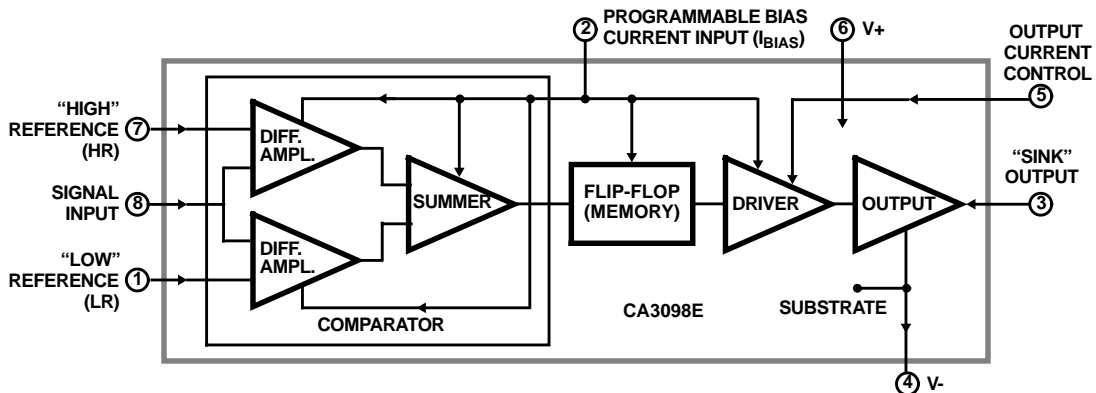 PROGRAMMABLE BIAS
CURRENT INPUT (IBIAS)
2
6
V+
OUTPUT
CURRENT
CONTROL
5
“HIGH”
REFERENCE
(HR)
7
SIGNAL
INPUT
8
“LOW”
REFERENCE
(LR)
1
DIFF.
AMPL.
DIFF.
AMPL.
SUMMER
COMPARATOR
FLIP-FLOP
(MEMORY)
DRIVER
OUTPUT
“SINK”
OUTPUT
3
CA3098E
SUBSTRATE
4
V-